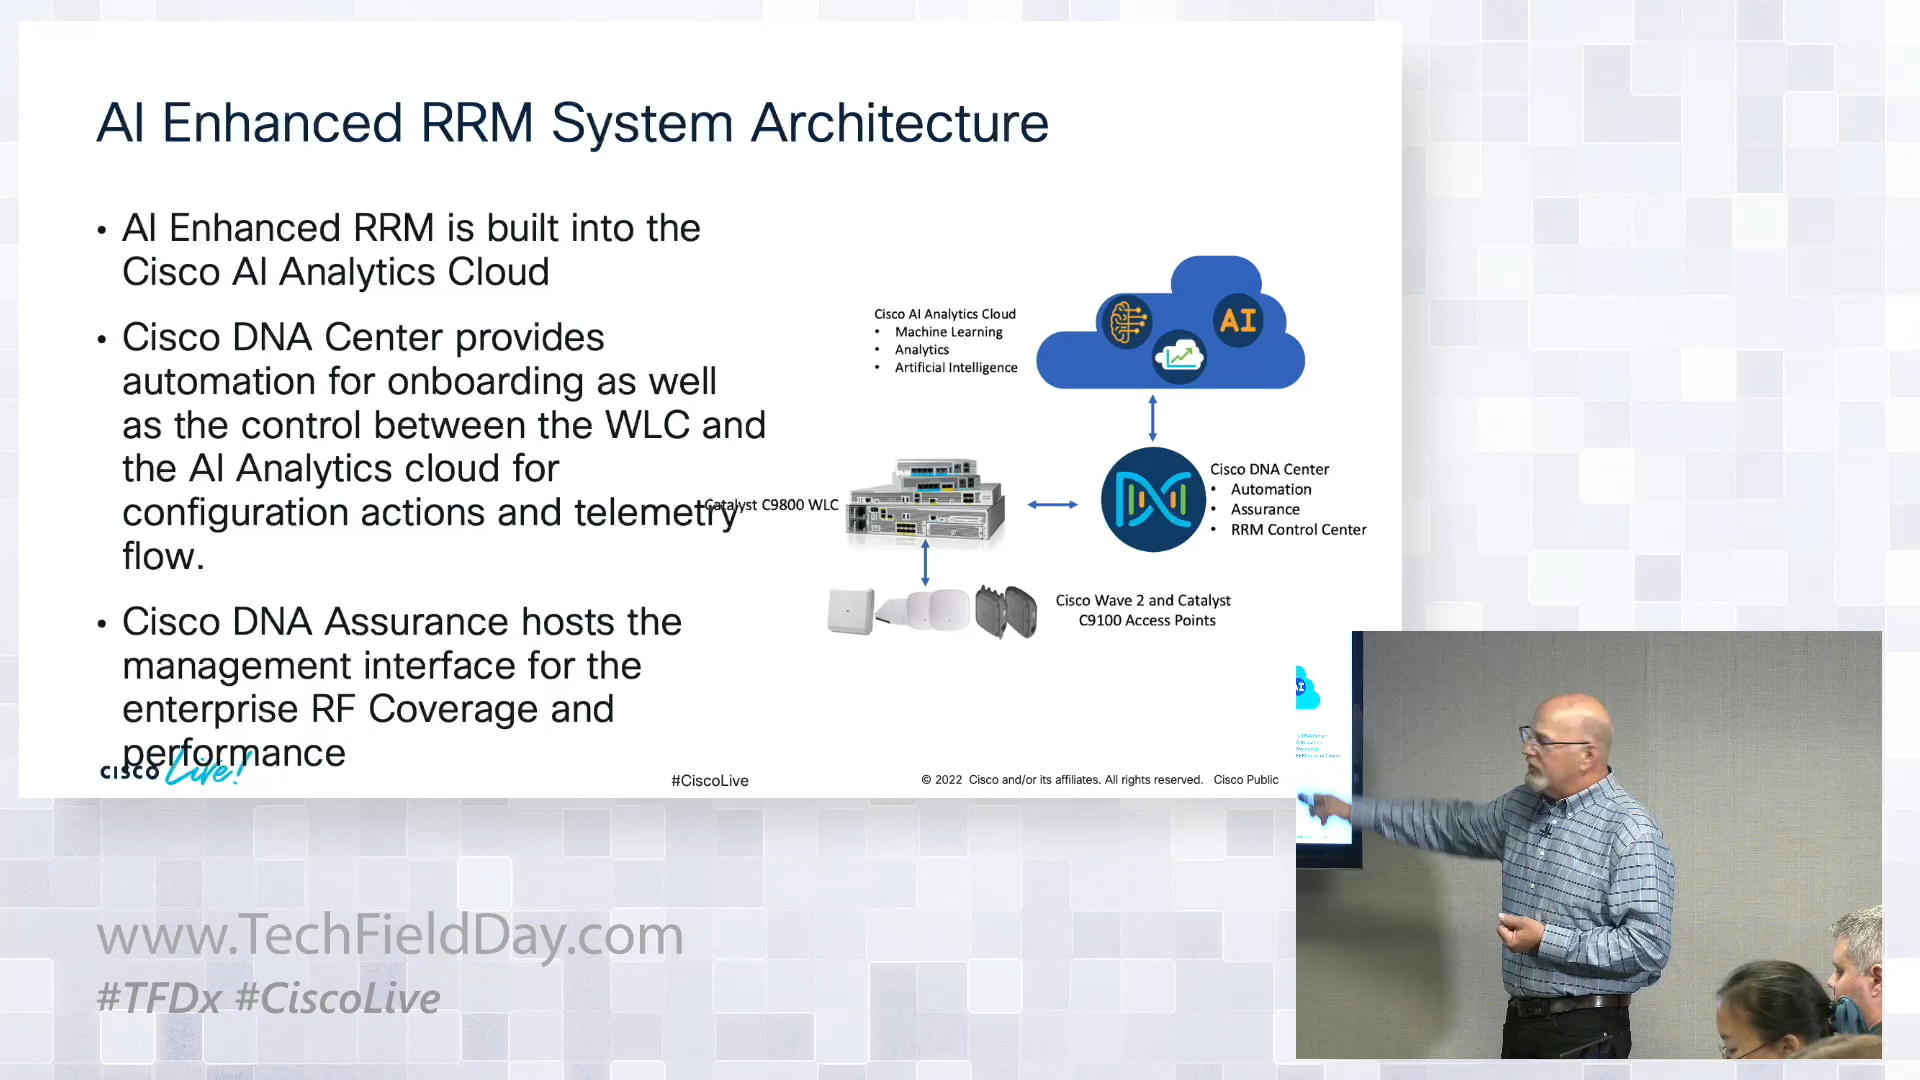 AI Enhanced RRM System Architecture
• AI Enhanced RRM is built into the
Cisco AI Analytics Cloud
• Cisco DNA Center provides
automation for onboarding as well
as the control between the WLC and
the AI Analytics cloud for
configuration actions and telemetry
flow.
• Cisco DNA Assurance hosts the
management interface for the
enterprise RF Coverage and
performance
Cisco AI Analytics Cloud
• Machine Learning
• Analytics
• Artificial Intelligence
AI
Catalyst C9800 WLC
Cisco DNA Center
• Automation
• Assurance
• RRM Control Center
Cisco Wave 2 and Catalyst
C9100 Access Points
CISCO Live!
#CiscoLive
© 2022 Cisco and/or its affiliates. All rights reserved. Cisco Public
www.TechFieldDay.com
#TFDx #CiscoLive